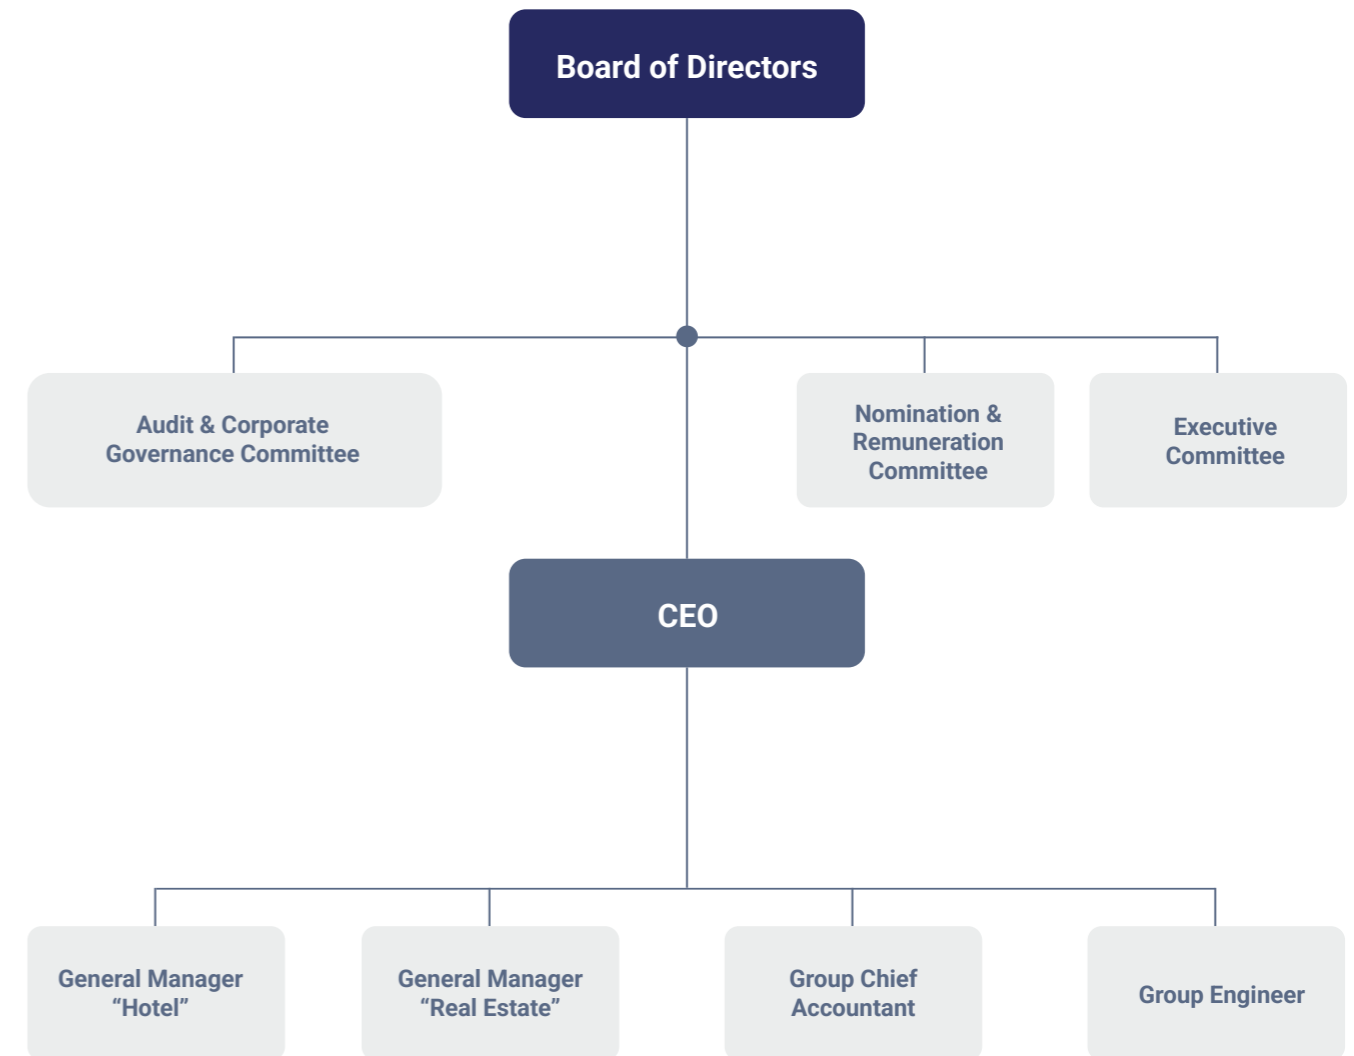 Board of Directors
Audit & Corporate
Governance Committee
Nomination &
Remuneration
Committee
Executive
Committee
CEO
General Manager
“Hotel”
General Manager
“Real Estate”
Group Chief
Accountant
Group Engineer